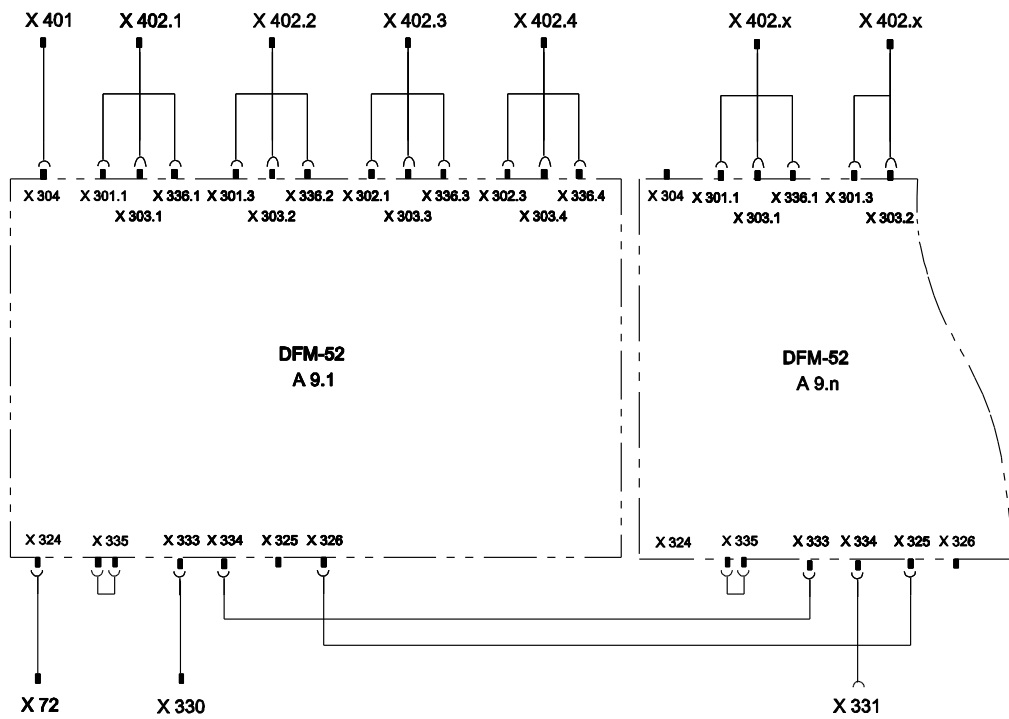 X 401 X 402.1 X 402.2 X 402.3 X 402.4 X 402.x X 402.x
X 304 X 301.1 X 336.1 X 301.3 X 336.2 X 302.1 X 336.3 X 302.3 X 336.4 X 304 X 301.1 X 336.1 X 301.3
X 303.1 X 303.2 X 303.3 X 303.4 X 303.1 X 303.2
DFM-52 DFM-52
A 9.1 A 9.n
X 324 X 335 X 333 X 334 X 325 X 326 X 324 X 335 X 333 X 334 X 325 X 326
X 72 X 330 X 331